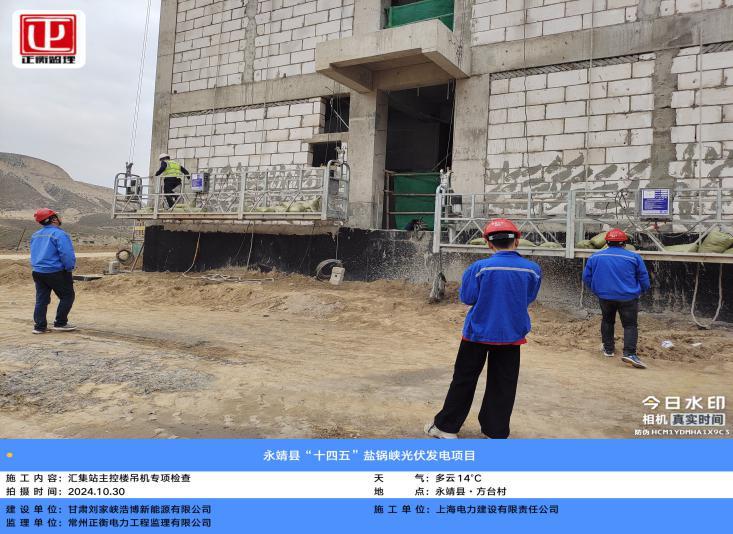 正衡监理
今日水印
相机 真实时间
防伪 HCM1YDMHA1X9C3
永靖县“十四五”盐锅峡光伏发电项目
施工内容：汇集站主控楼吊机专项检查
天气：多云14°C
拍摄时间：2024.10.30
地点：永靖县·方台村
建设单位：甘肃刘家峡浩博新能源有限公司
施工单位：上海电力建设有限责任公司
监理单位：常州正衡电力工程监理有限公司